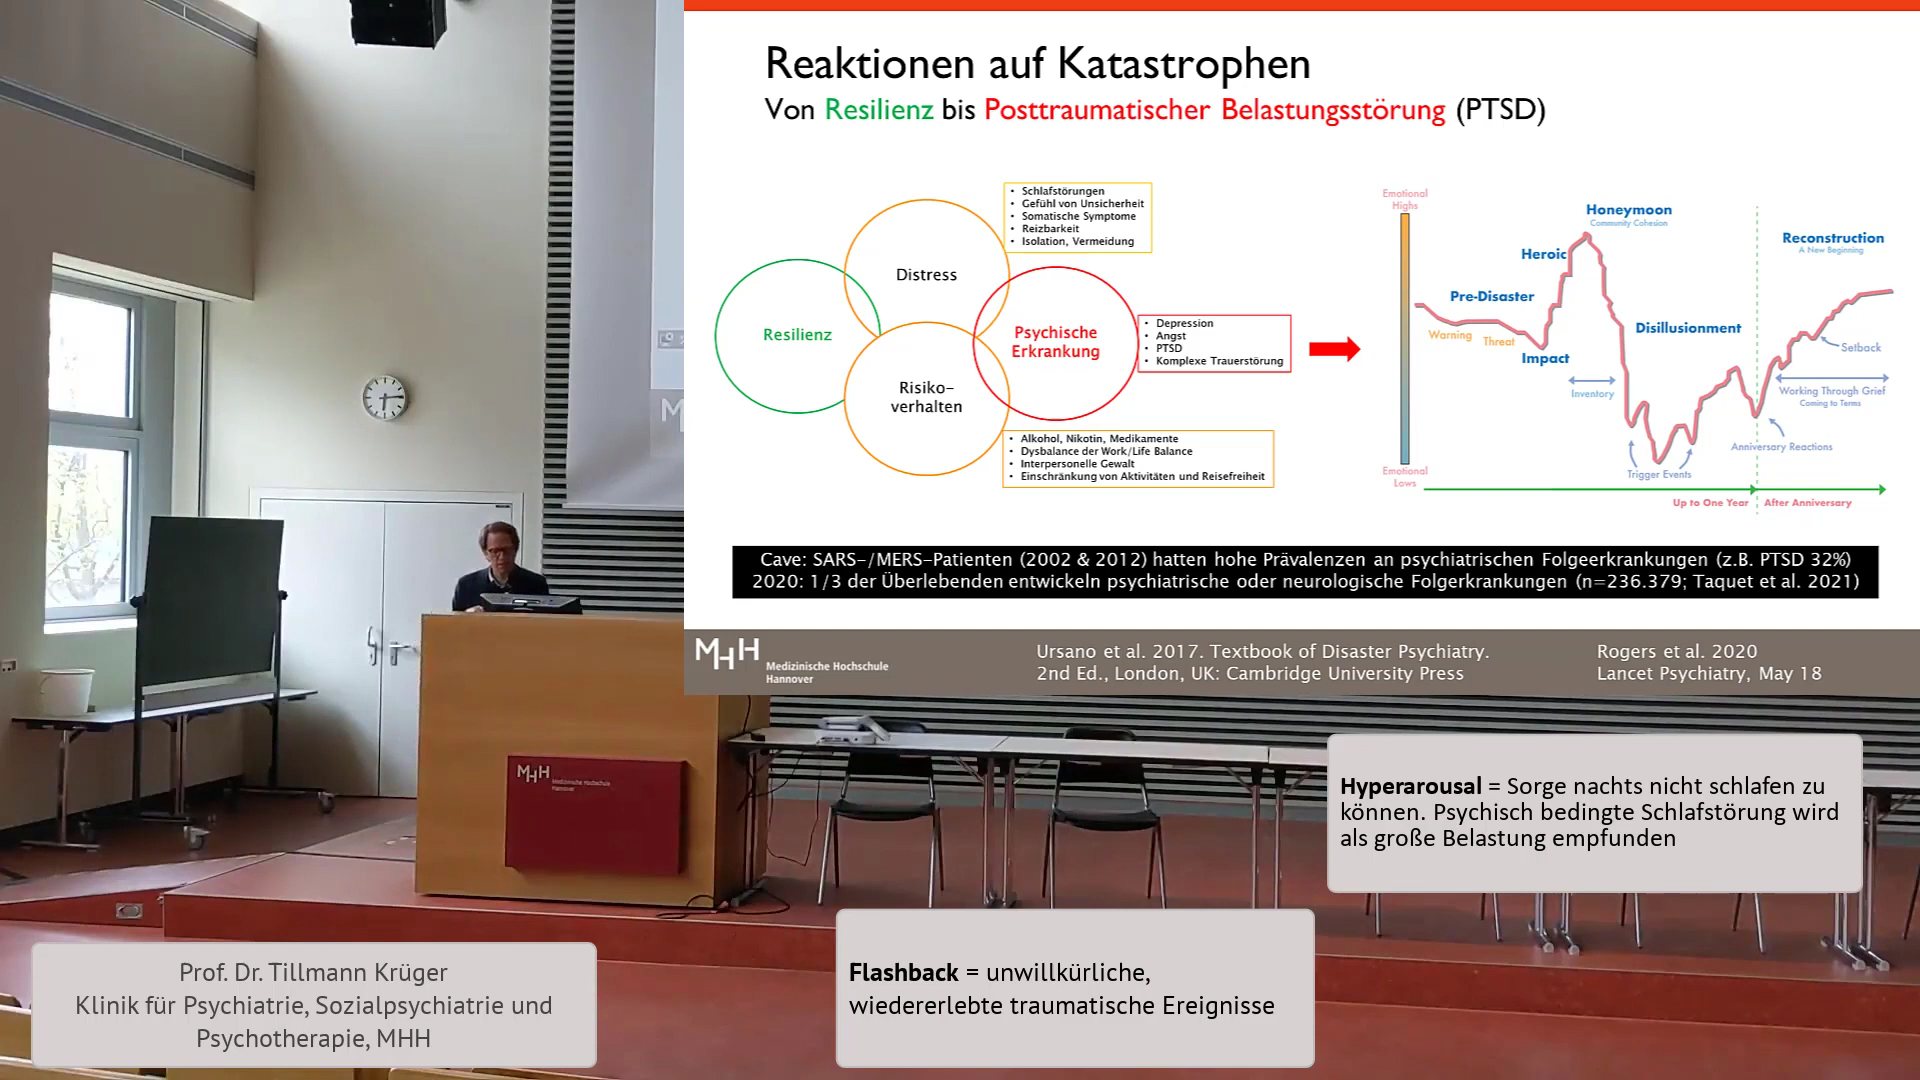 Reaktionen auf Katastrophen
Von Resilienz bis Posttraumatischer Belastungsstörung (PTSD)
• Schlafstörungen
• Gefühl von Unsicherheit
• Somatische Symptome
• Reizbarkeit
• Isolation, Vermeidung
Distress
Resilienz
Psychische
Erkrankung
• Depression
• Angst
• PTSD
• Komplexe Trauerstörung
Risiko-
verhalten
• Alkohol, Nikotin, Medikamente
• Dysbalance der Work/Life Balance
• Interpersonelle Gewalt
• Einschränkung von Aktivitäten und Reisefreiheit
Emotional
Highs
Honeymoon
Community Cohesion
Reconstruction
A New Beginning
Heroic
Pre-Disaster
Warning
Threat
Impact
Disillusionment
Setback
Inventory
Working Through Grief
Coming to Terms
Anniversary Reactions
Trigger Events
Emotional
Lows
Up to One Year
After Anniversary
Cave: SARS-/MERS-Patienten (2002 & 2012) hatten hohe Prävalenzen an psychiatrischen Folgeerkrankungen (z.B. PTSD 32%)
2020: 1/3 der Überlebenden entwickeln psychiatrische oder neurologische Folgerkrankungen (n=236.379; Taquet et al. 2021)
MHH
Medizinische Hochschule
Hannover
Ursano et al. 2017. Textbook of Disaster Psychiatry.
2nd Ed., London, UK: Cambridge University Press
Rogers et al. 2020
Lancet Psychiatry, May 18
MHH
Medizinische Hochschule
Hannover
Hyperarousal = Sorge nachts nicht schlafen zu
können. Psychisch bedingte Schlafstörung wird
als große Belastung empfunden
Flashback = unwillkürliche,
wiedererlebte traumatische Ereignisse
Prof. Dr. Tillmann Krüger
Klinik für Psychiatrie, Sozialpsychiatrie und
Psychotherapie, MHH